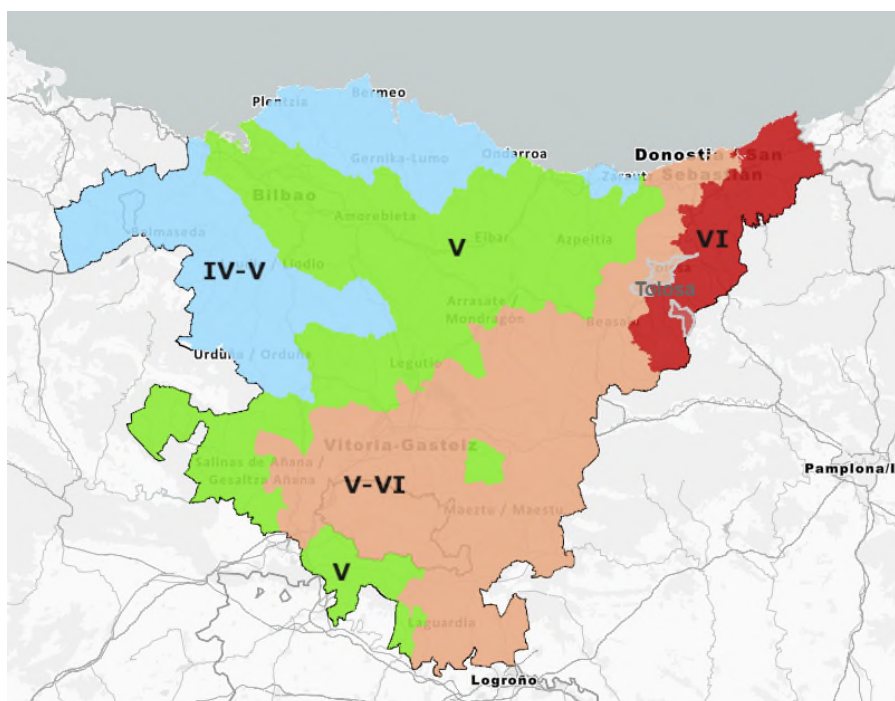 Plentzia
Bermeo
Gernika-Lumo
Ondarroa
Donostia / San
Sebastián
Zarautz
Bilbao
Amorebieta
Balmaseda
V
Eibar
Azpeitia
VI
IV-V
/ Llodio
Tolosa
Arrasate /
Mondragón
Beasain
Urduña / Orduña
Legutio
Vitoria-Gasteiz
Salinas de Añana /
Gesaltza Añana
V-VI
Maeztu / Maestu
Pamplona/I
V
Laguardia
Logroño